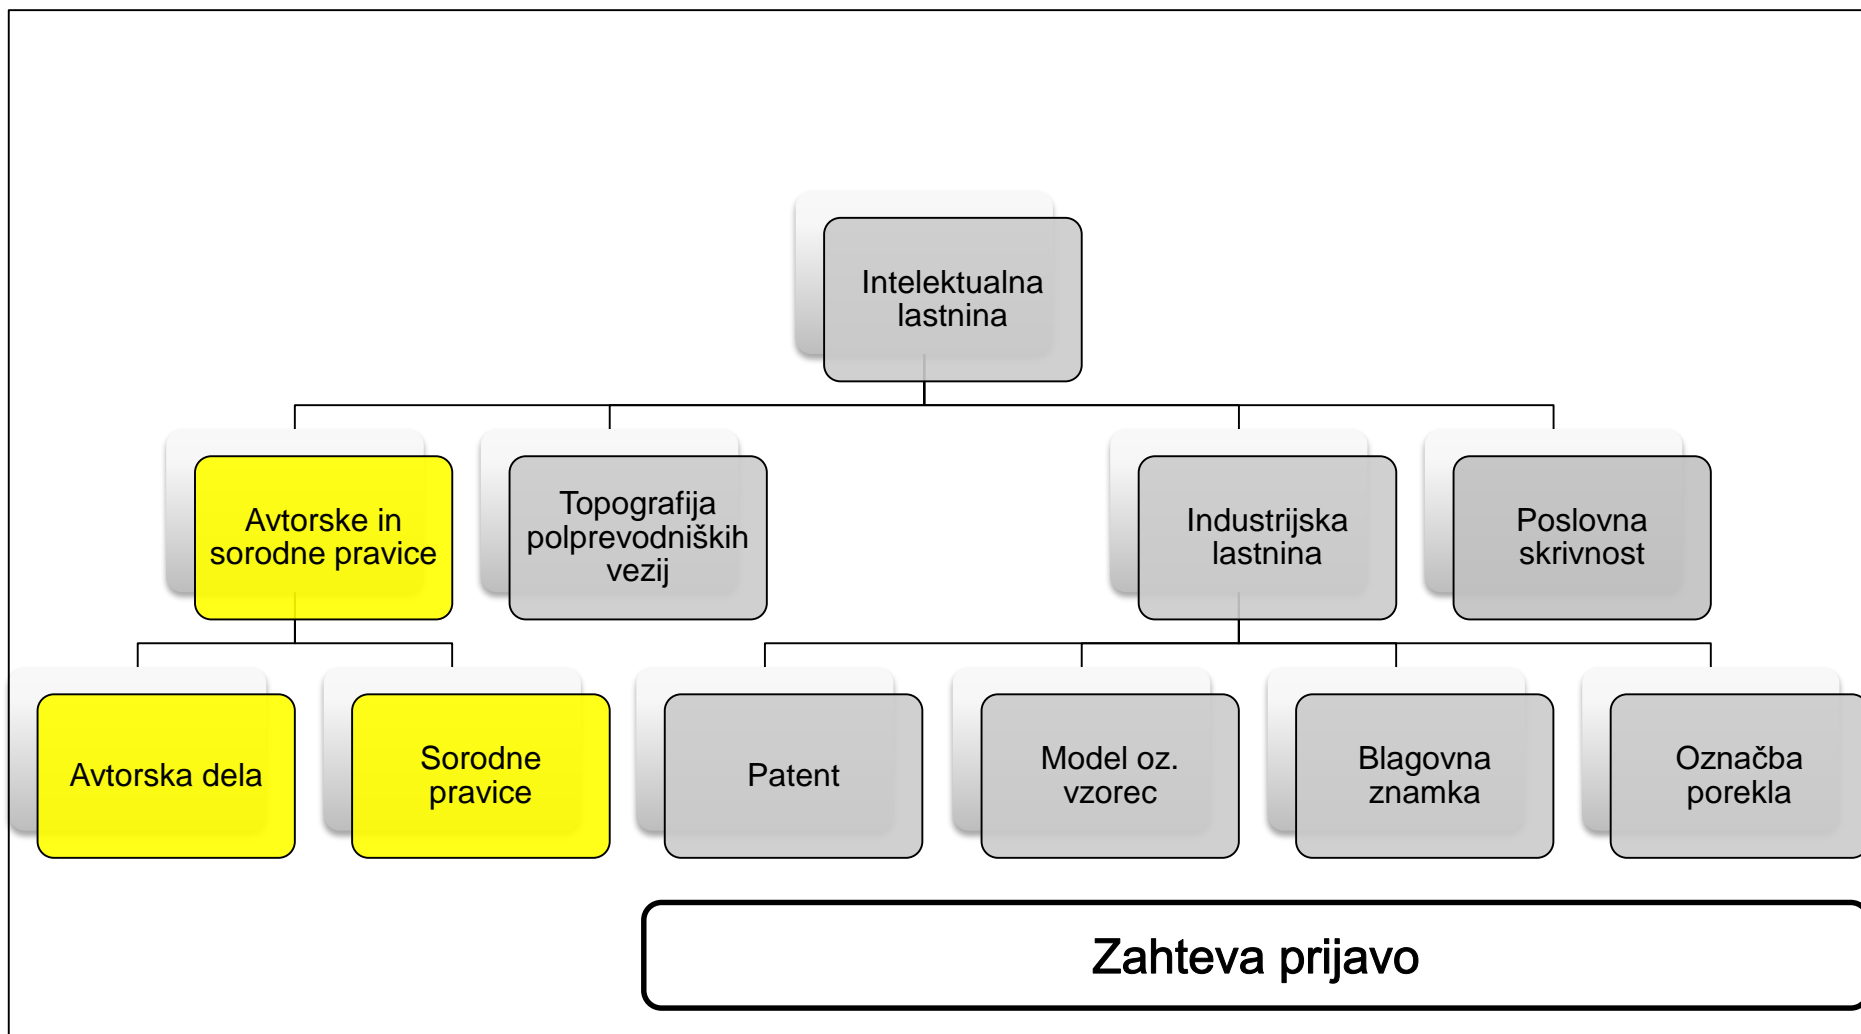 Intelektualna
lastnina
Avtorske in
sorodne pravice
Topografija
polprevodniških
vezij
Industrijska
lastnina
Poslovna
skrivnost
Avtorska dela
Sorodne
pravice
Patent
Model oz.
vzorec
Blagovna
znamka
Označba
porekla
Zahteva prijavo